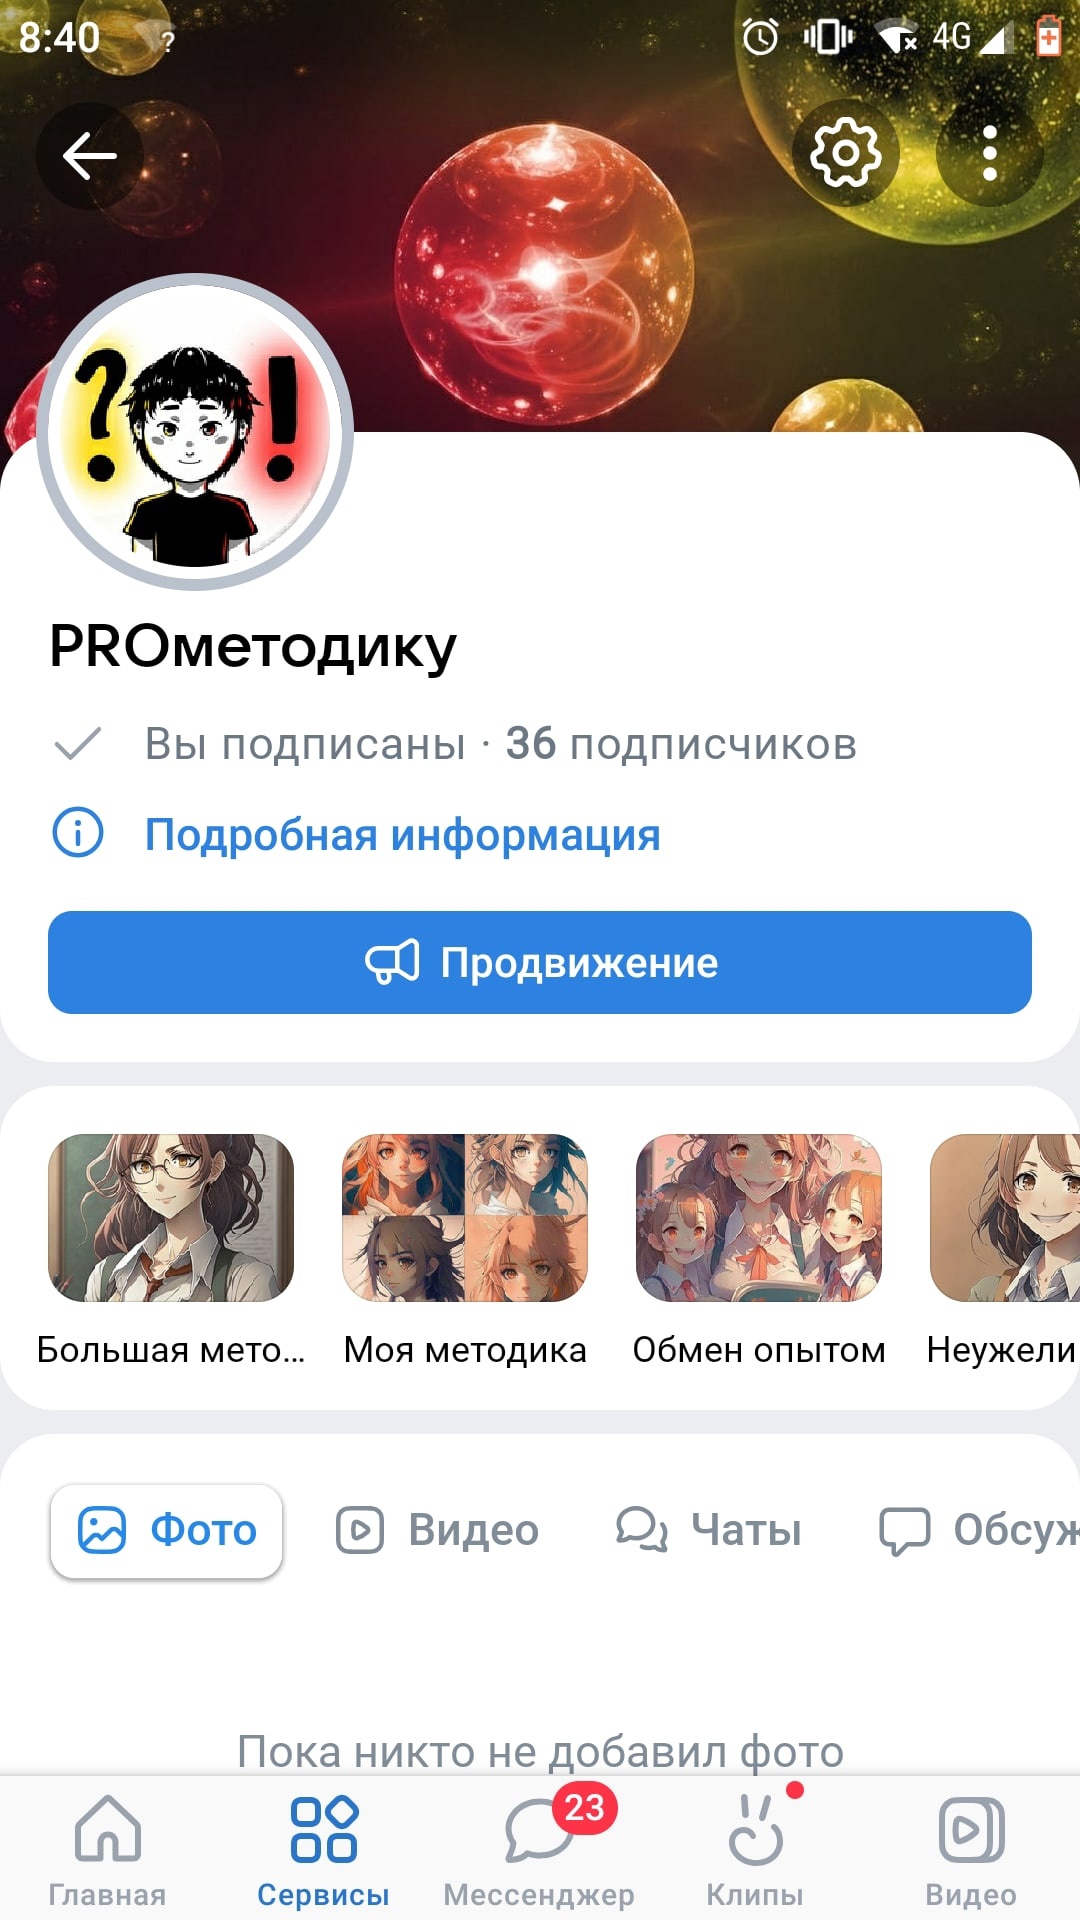 8:40
?
4G
? !
PROметодику
Вы подписаны · 36 подписчиков
Подробная информация
Продвижение
Большая мето...
Моя методика
Обмен опытом
Неужели
Фото
Видео
Чаты
Обсуж
Пока никто не добавил фото
23
Главная
Сервисы
Мессенджер
Клипы
Видео